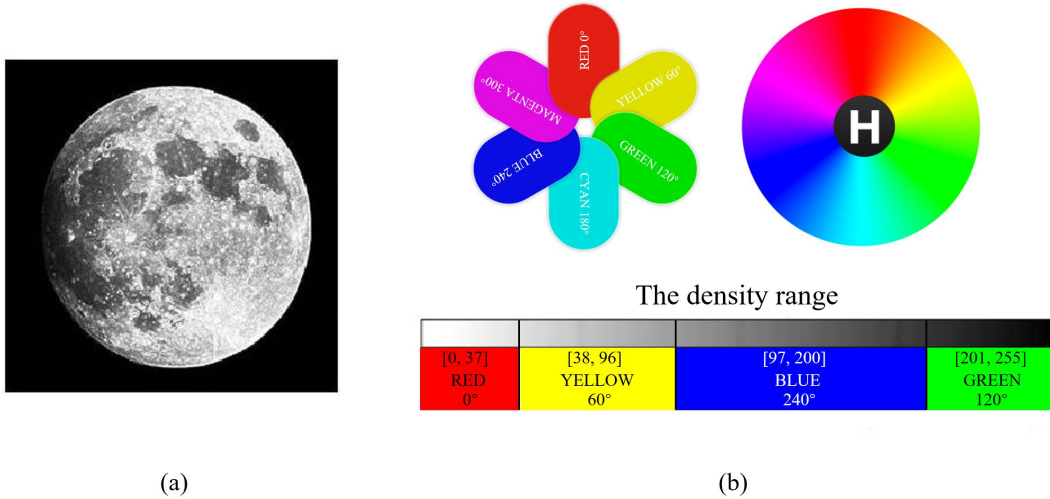 RED 0°
YELLOW 60°
GREEN 120°
CYAN 180°
BLUE 240°
MAGENTA 300°
H
The density range
[0, 37] [38, 96] [97, 200] [201, 255]
RED YELLOW BLUE GREEN
0° 60° 240° 120°
(a) (b)